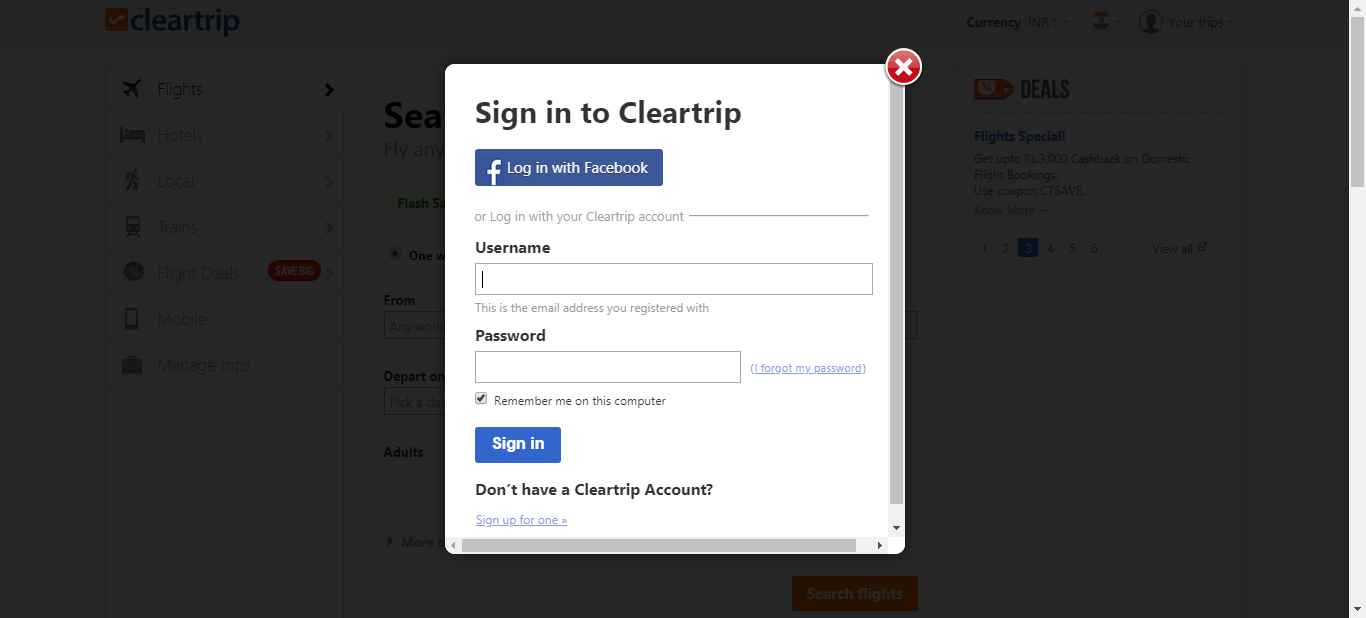 cleartrip
Currency INR
Your trips
Flights
Hotels
Local
Trains
Flight Deals SAVE BIG
Mobile
Manage trips
Sea
Fly any
Flash Sa
One w
From
Any worl
Depart on
Pick a da
Adults
More o
Search flights
Sign in to Cleartrip
f Log in with Facebook
or Log in with your Cleartrip account
Username
This is the email address you registered with
Password
(I forgot my password)
Remember me on this computer
Sign in
Don't have a Cleartrip Account?
Sign up for one »
% DEALS
Flights Special!
Get upto Rs.3,000 Cashback on Domestic
Flight Bookings.
Use coupon CTSAVE.
Know More →
1 2 3 4 5 6 View all